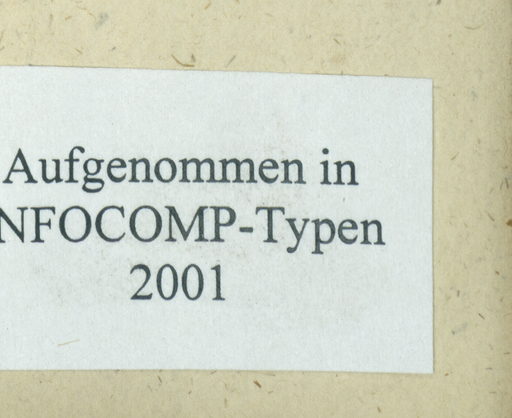 Aufgenommen in
NFOCOMP-Typen
2001